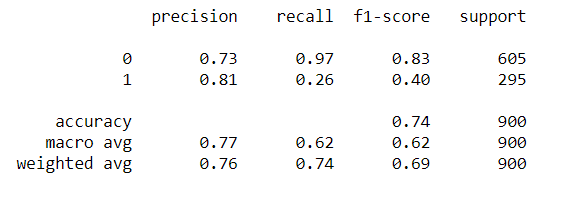 precision recall f1-score support
0 0.73 0.97 0.83 605
1 0.81 0.26 0.40 295
accuracy 0.74 900
macro avg 0.77 0.62 0.62 900
weighted avg 0.76 0.74 0.69 900